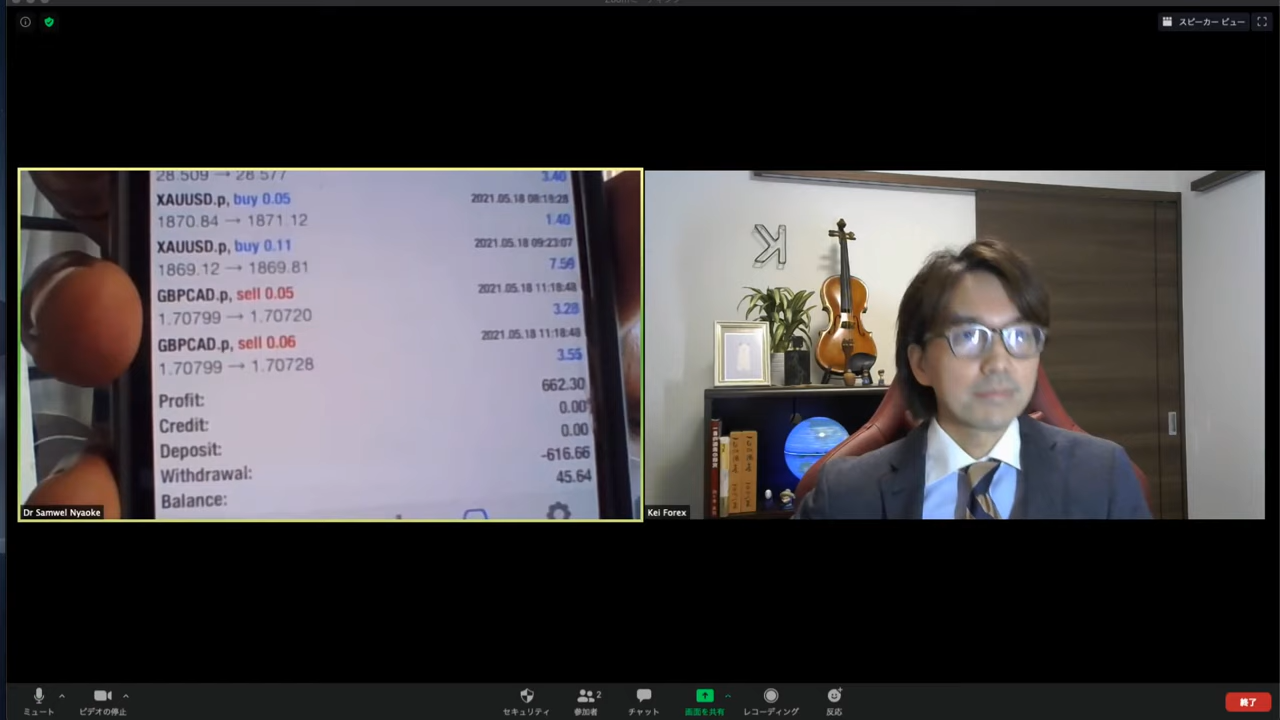 スピーカー ビュー
28.509 → 28.577
3.40
XAUUSD.p, buy 0.05
2021.05.18 08:18:28
1870.84 → 1871.12
1.40
XAUUSD.p, buy 0.11
2021.05.18 09:23:07
1869.12 → 1869.81
7.59
GBPCAD.p, sell 0.05
2021.05.18 11:18:48
1.70799 → 1.70720
3.28
GBPCAD.p, sell 0.06
2021.05.18 11:18:48
1.70799 → 1.70728
3.55
Profit:
662.30
Credit:
0.00
Deposit:
0.00
Withdrawal:
-616.66
Balance:
45.64
Dr Samwel Nyaoke
K
Kei Forex
ミュート
ビデオの停止
セキュリティ
2
参加者
チャット
画面を共有
レコーディング
反応
終了